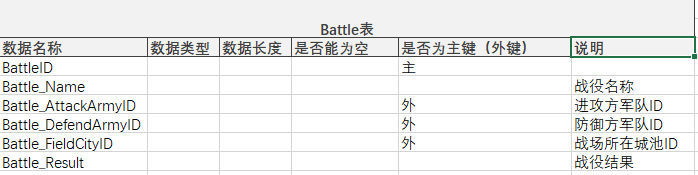 Battle表
数据名称 数据类型 数据长度 是否能为空 是否为主键（外键） 说明
BattleID 主
Battle_Name 战役名称
Battle_AttackArmyID 外 进攻方军队ID
Battle_DefendArmyID 外 防御方军队ID
Battle_FieldCityID 外 战场所在城池ID
Battle_Result 战役结果